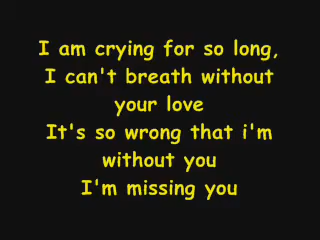 I am crying for so long,
I can't breath without
your love
It's so wrong that i'm
without you
I'm missing you